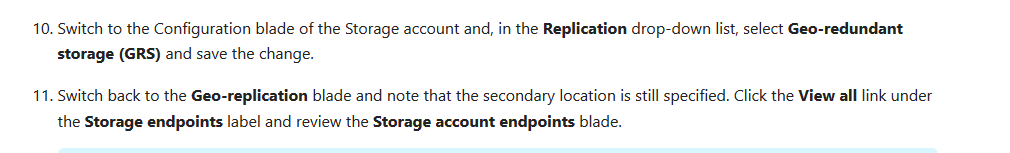 10. Switch to the Configuration blade of the Storage account and, in the Replication drop-down list, select Geo-redundant
storage (GRS) and save the change.
11. Switch back to the Geo-replication blade and note that the secondary location is still specified. Click the View all link under
the Storage endpoints label and review the Storage account endpoints blade.